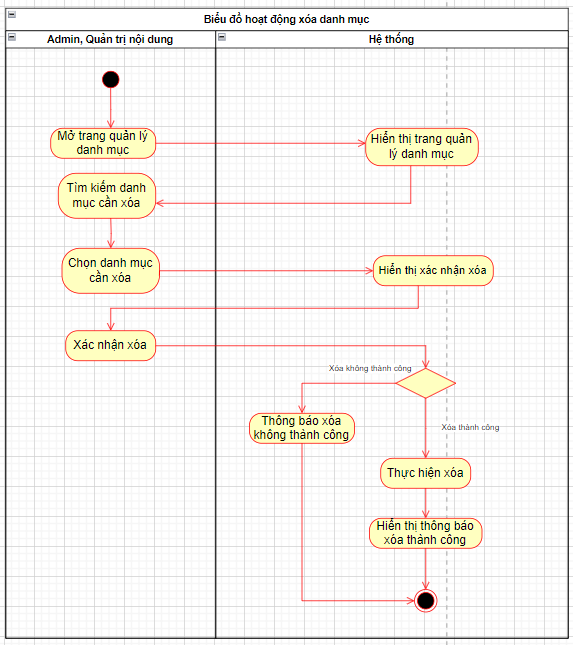 Biểu đồ hoạt động xóa danh mục
Admin, Quản trị nội dung
Hệ thống
Mở trang quản lý
danh mục
Hiển thị trang quản
lý danh mục
Tìm kiếm danh
mục cần xóa
Chọn danh mục
cần xóa
Hiển thị xác nhận xóa
Xác nhận xóa
Xóa không thành công
Thông báo xóa
không thành công
Xóa thành công
Thực hiện xóa
Hiển thị thông báo
xóa thành công